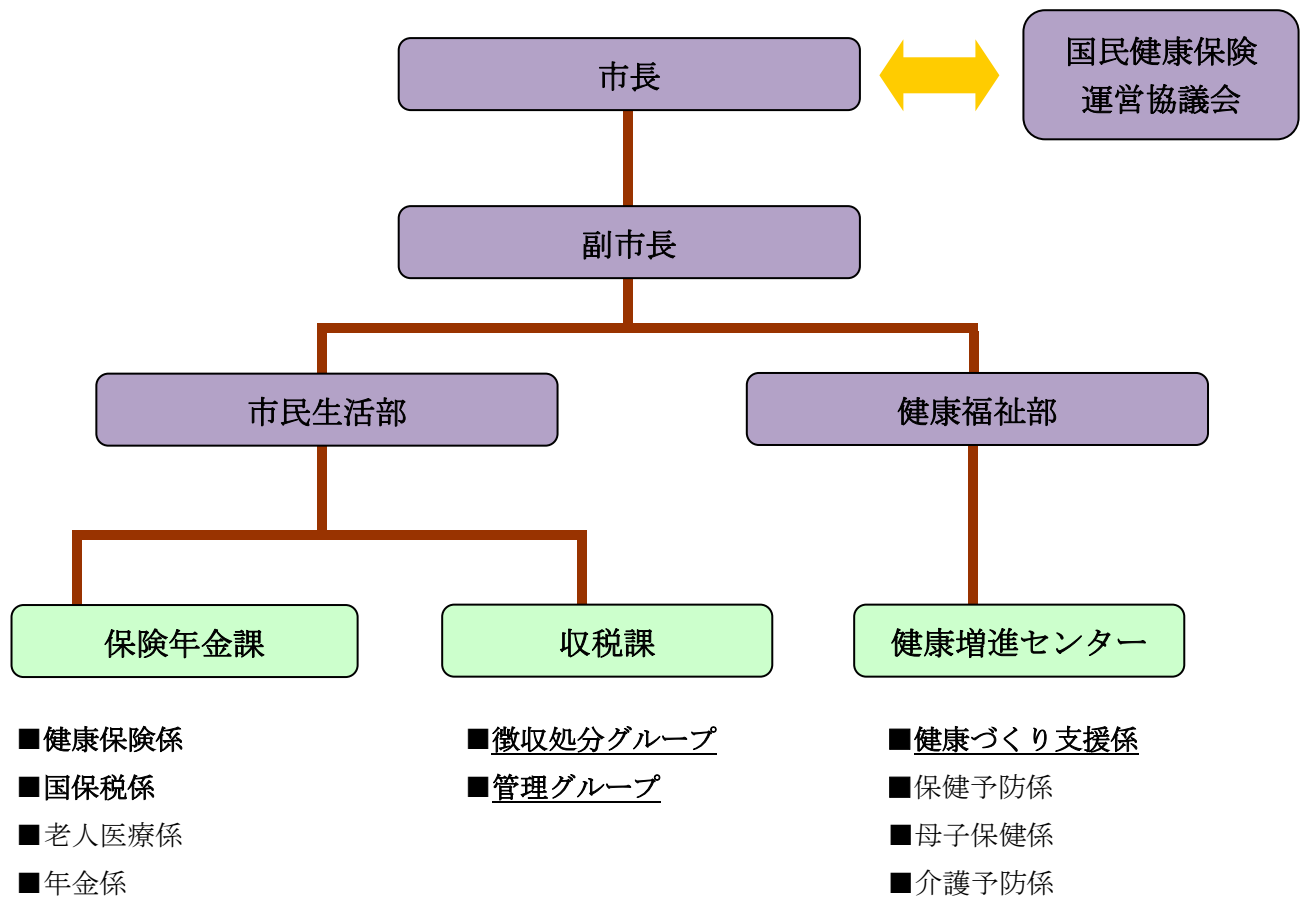 市長
国民健康保険
運営協議会
副市長
市民生活部
健康福祉部
保険年金課
収税課
健康増進センター
■健康保険係
■国保税係
■老人医療係
■年金係
■徴収処分グループ
■管理グループ
■健康づくり支援係
■保健予防係
■母子保健係
■介護予防係